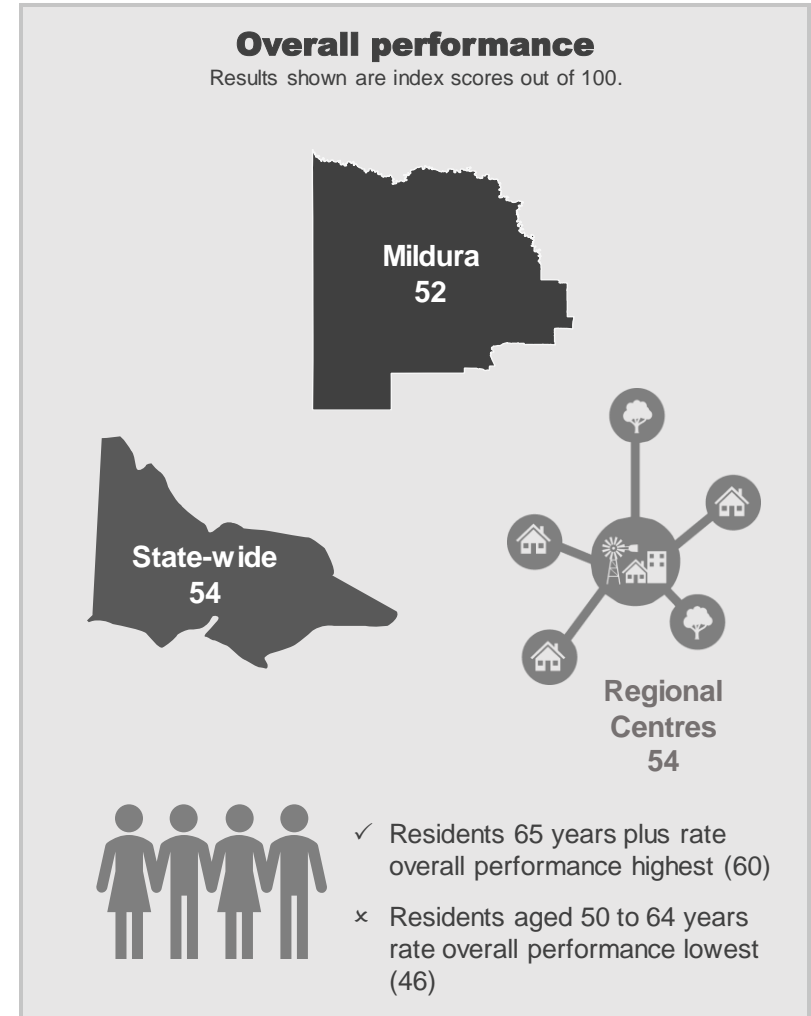 Overall performance
Results shown are index scores out of 100.
Mildura
52
State-wide
54
Regional
Centres
54
✓ Residents 65 years plus rate
overall performance highest (60)
× Residents aged 50 to 64 years
rate overall performance lowest
(46)